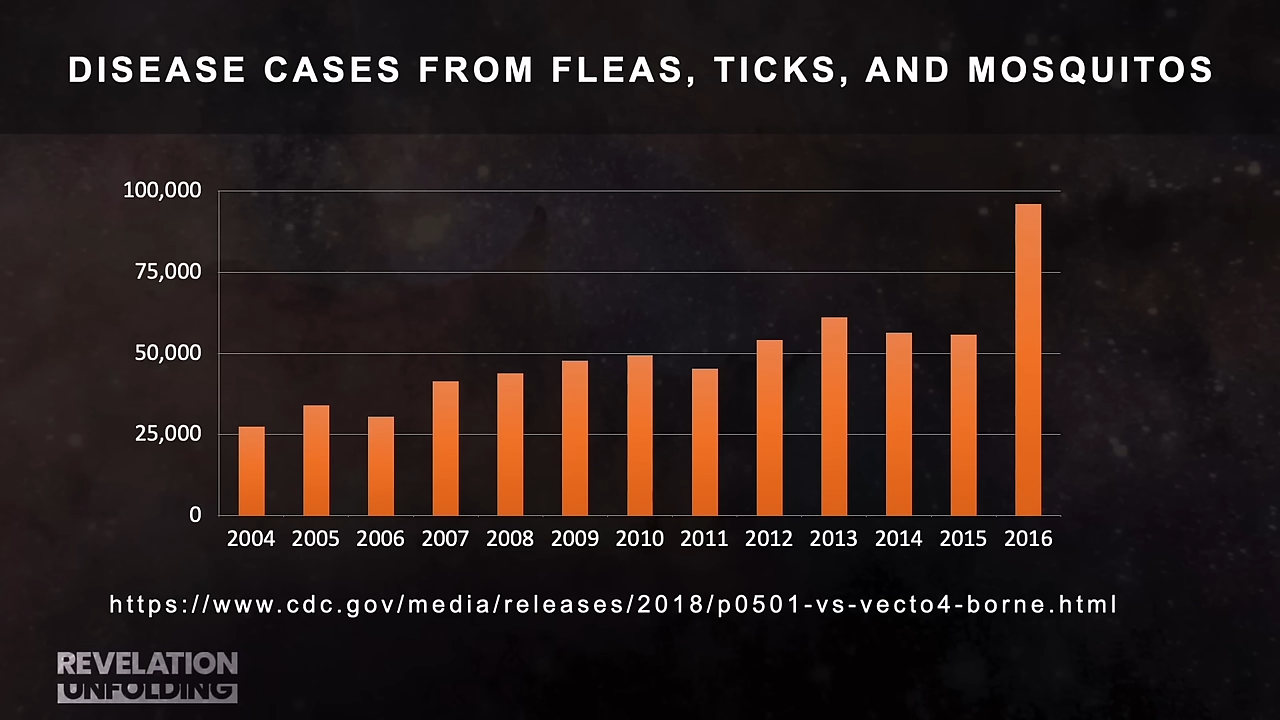 DISEASE CASES FROM FLEAS, TICKS, AND MOSQUITOS
100,000
75,000
50,000
25,000
0
2004 2005 2006 2007 2008 2009 2010 2011 2012 2013 2014 2015 2016
https://www.cdc.gov/media/releases/2018/p0501-vs-vecto4-borne.html
REVELATION
UNFOLDING